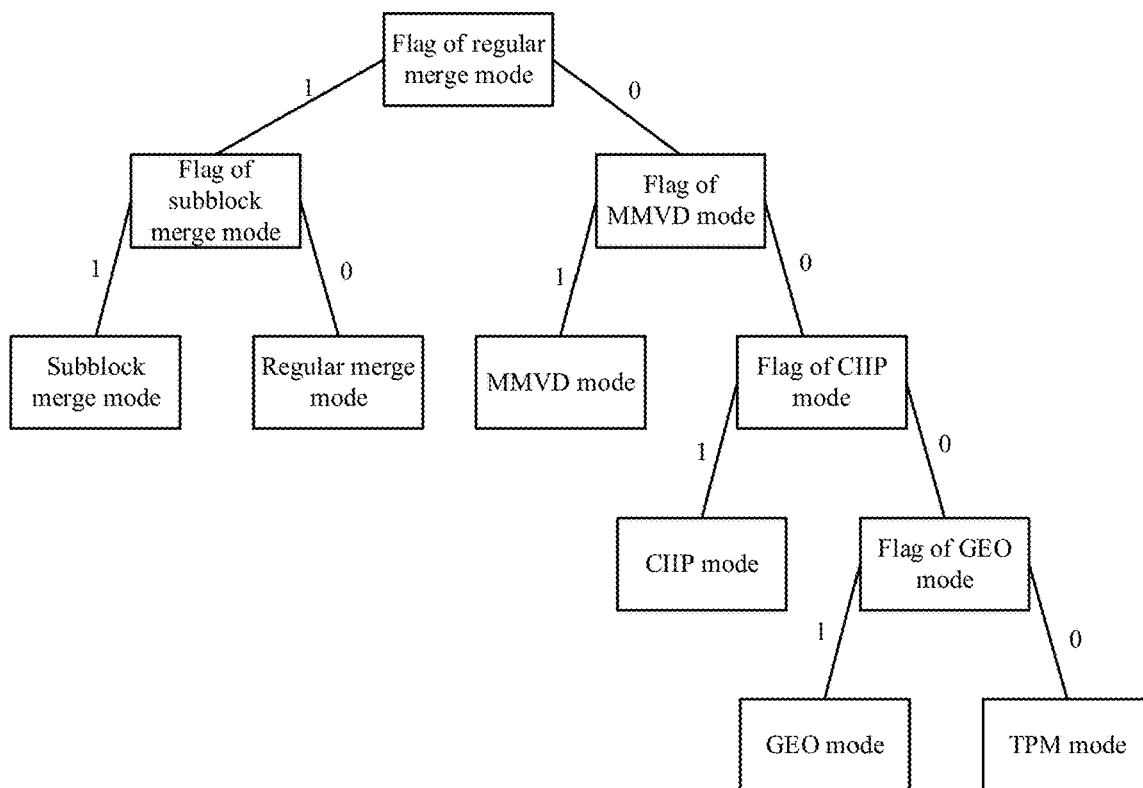 Flag of regular
merge mode
1
0
Flag of
subblock
merge mode
Flag of
MMVD mode
1
0
1
0
Subblock
merge mode
Regular merge
mode
MMVD mode
Flag of CIIP
mode
1
0
CIIP mode
Flag of GEO
mode
1
0
GEO mode
TPM mode